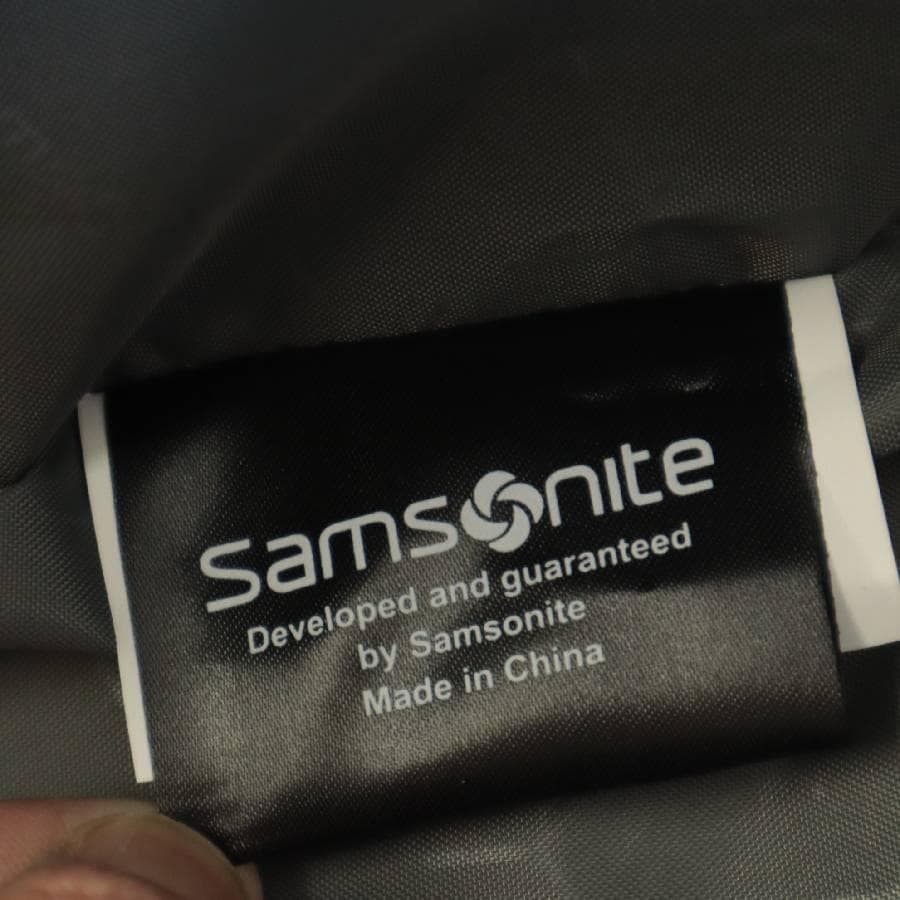 Samsonite
Developed and guaranteed
by Samsonite
Made in China